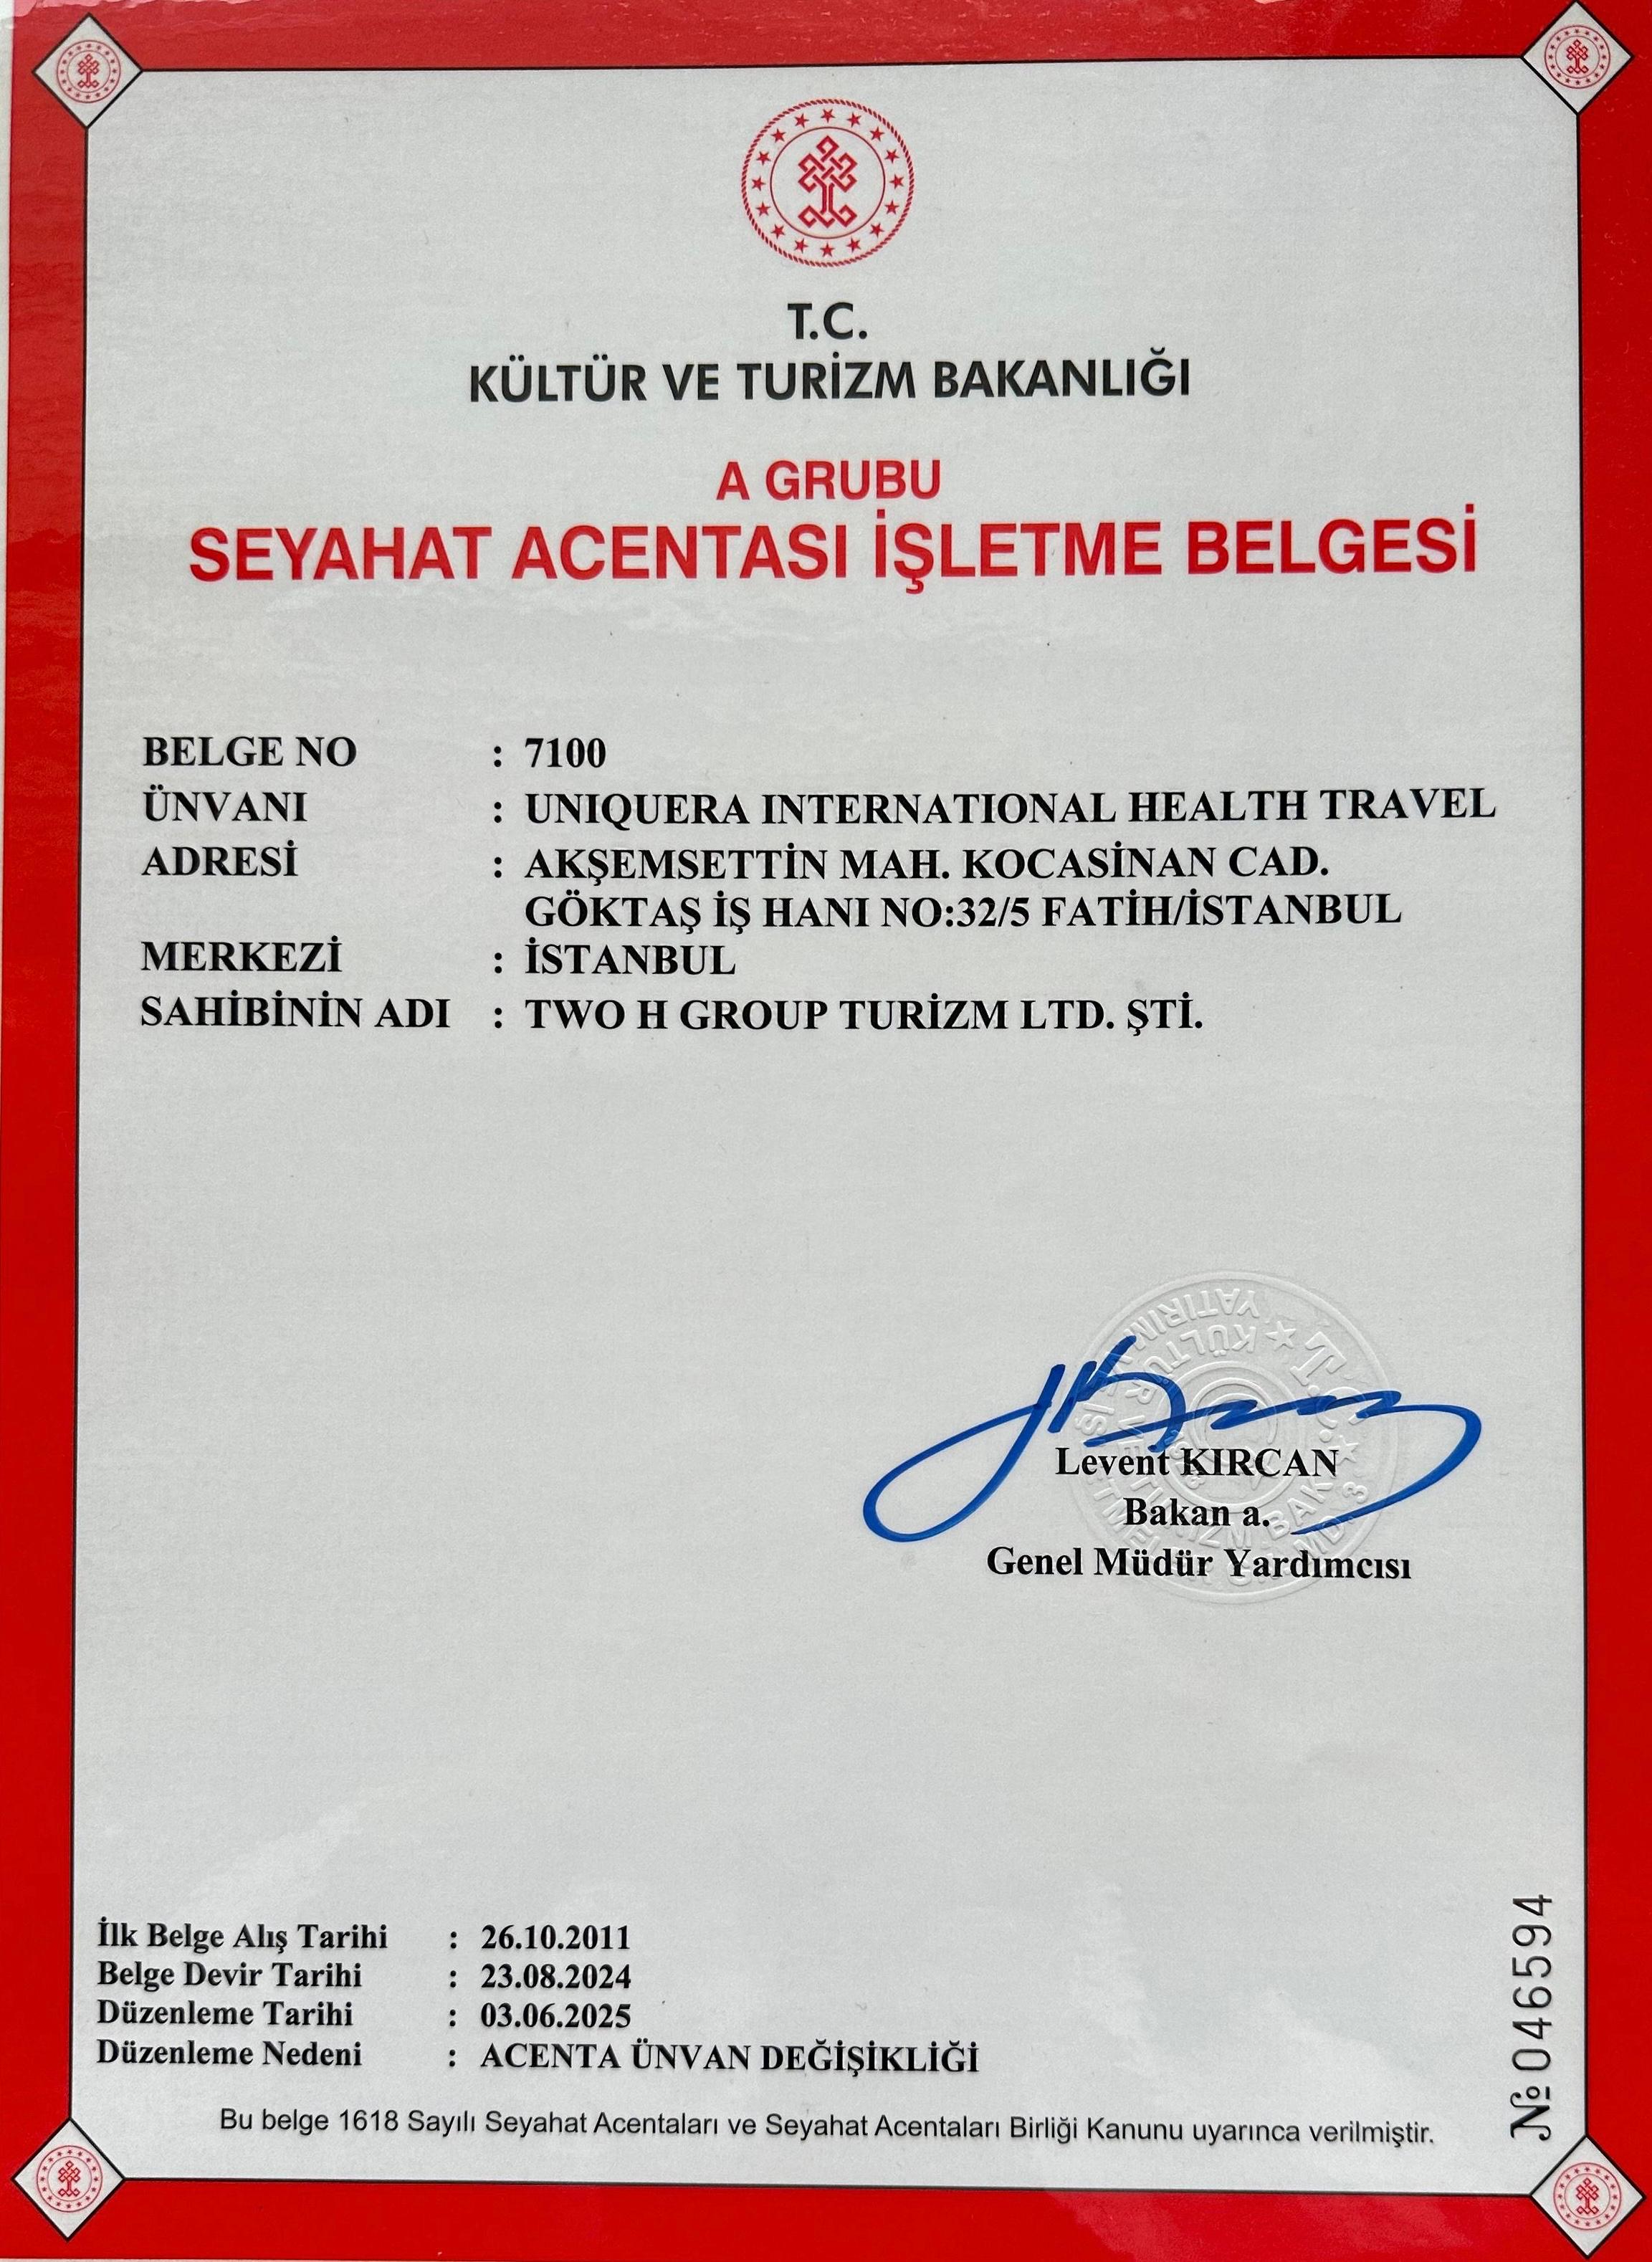 T.C.
KÜLTÜR VE TURİZM BAKANLIĞI
A GRUBU
SEYAHAT ACENTASI İŞLETME BELGESİ
BELGE NO : 7100
ÜNVANI : UNIQUERA INTERNATIONAL HEALTH TRAVEL
ADRESİ : AKŞEMSETTİN MAH. KOCASİNAN CAD.
GÖKTAŞ İŞ HANI NO:32/5 FATİH/İSTANBUL
MERKEZİ : İSTANBUL
SAHİBİNİN ADI : TWO H GROUP TURİZM LTD. ŞTİ.
Levent KIRCAN
Bakan a.
Genel Müdür Yardımcısı
İlk Belge Alış Tarihi : 26.10.2011
Belge Devir Tarihi : 23.08.2024
Düzenleme Tarihi : 03.06.2025
Düzenleme Nedeni : ACENTA ÜNVAN DEĞİŞİKLİĞİ
Bu belge 1618 Sayılı Seyahat Acentaları ve Seyahat Acentaları Birliği Kanunu uyarınca verilmiştir.
№ 046594